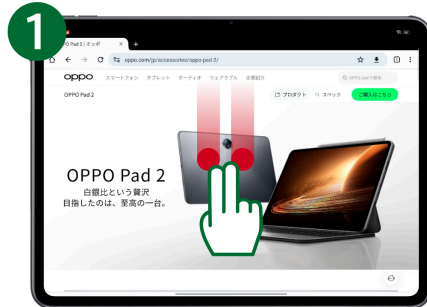 1
OPPO Pad 2 | オッポ
oppo.com/jp/accessories/oppo-pad-2/
oppo スマートフォン タブレット オーディオ ウェアラブル 企業紹介
OPPO Pad 2 プロダクト スペック ご購入はこちら
OPPO Pad 2
白銀比という贅沢
目指したのは、至高の一台。